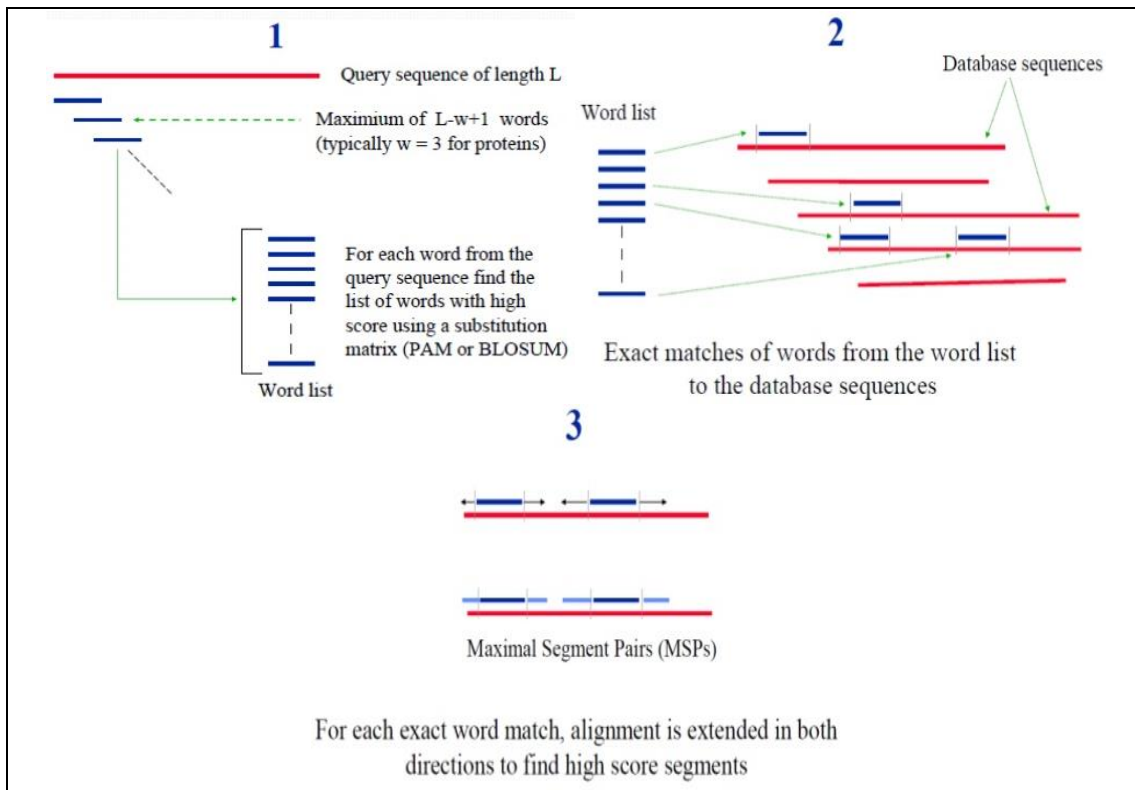 1
Query sequence of length L
Maximium of L-w+1 words
(typically w = 3 for proteins)
For each word from the
query sequence find the
list of words with high
score using a substitution
matrix (PAM or BLOSUM)
Word list
2
Database sequences
Word list
Exact matches of words from the word list
to the database sequences
3
Maximal Segment Pairs (MSPs)
For each exact word match, alignment is extended in both
directions to find high score segments